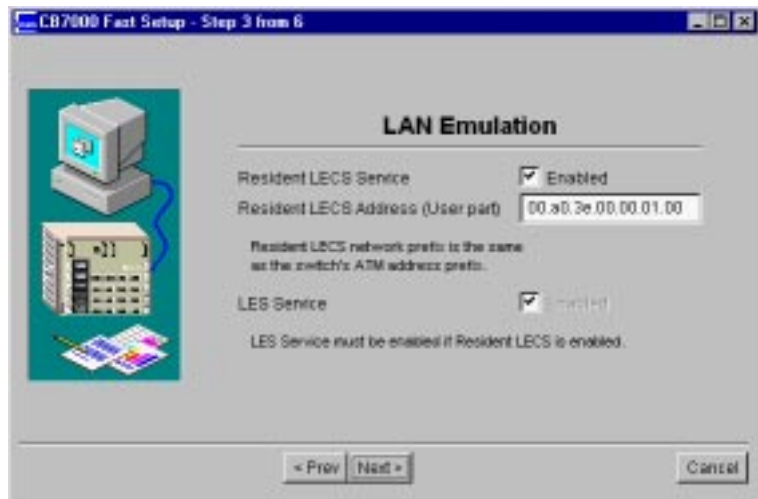 CB7000 Fast Setup - Step 3 from 6
LAN Emulation
Resident LECS Service
Enabled
Resident LECS Address (User part)
00.a0.3e.00.00.01.00
Resident LECS network prefix is the same
as the switch's ATM address prefix.
LES Service
Enabled
LES Service must be enabled if Resident LECS is enabled.
< Prev
Next >
Cancel